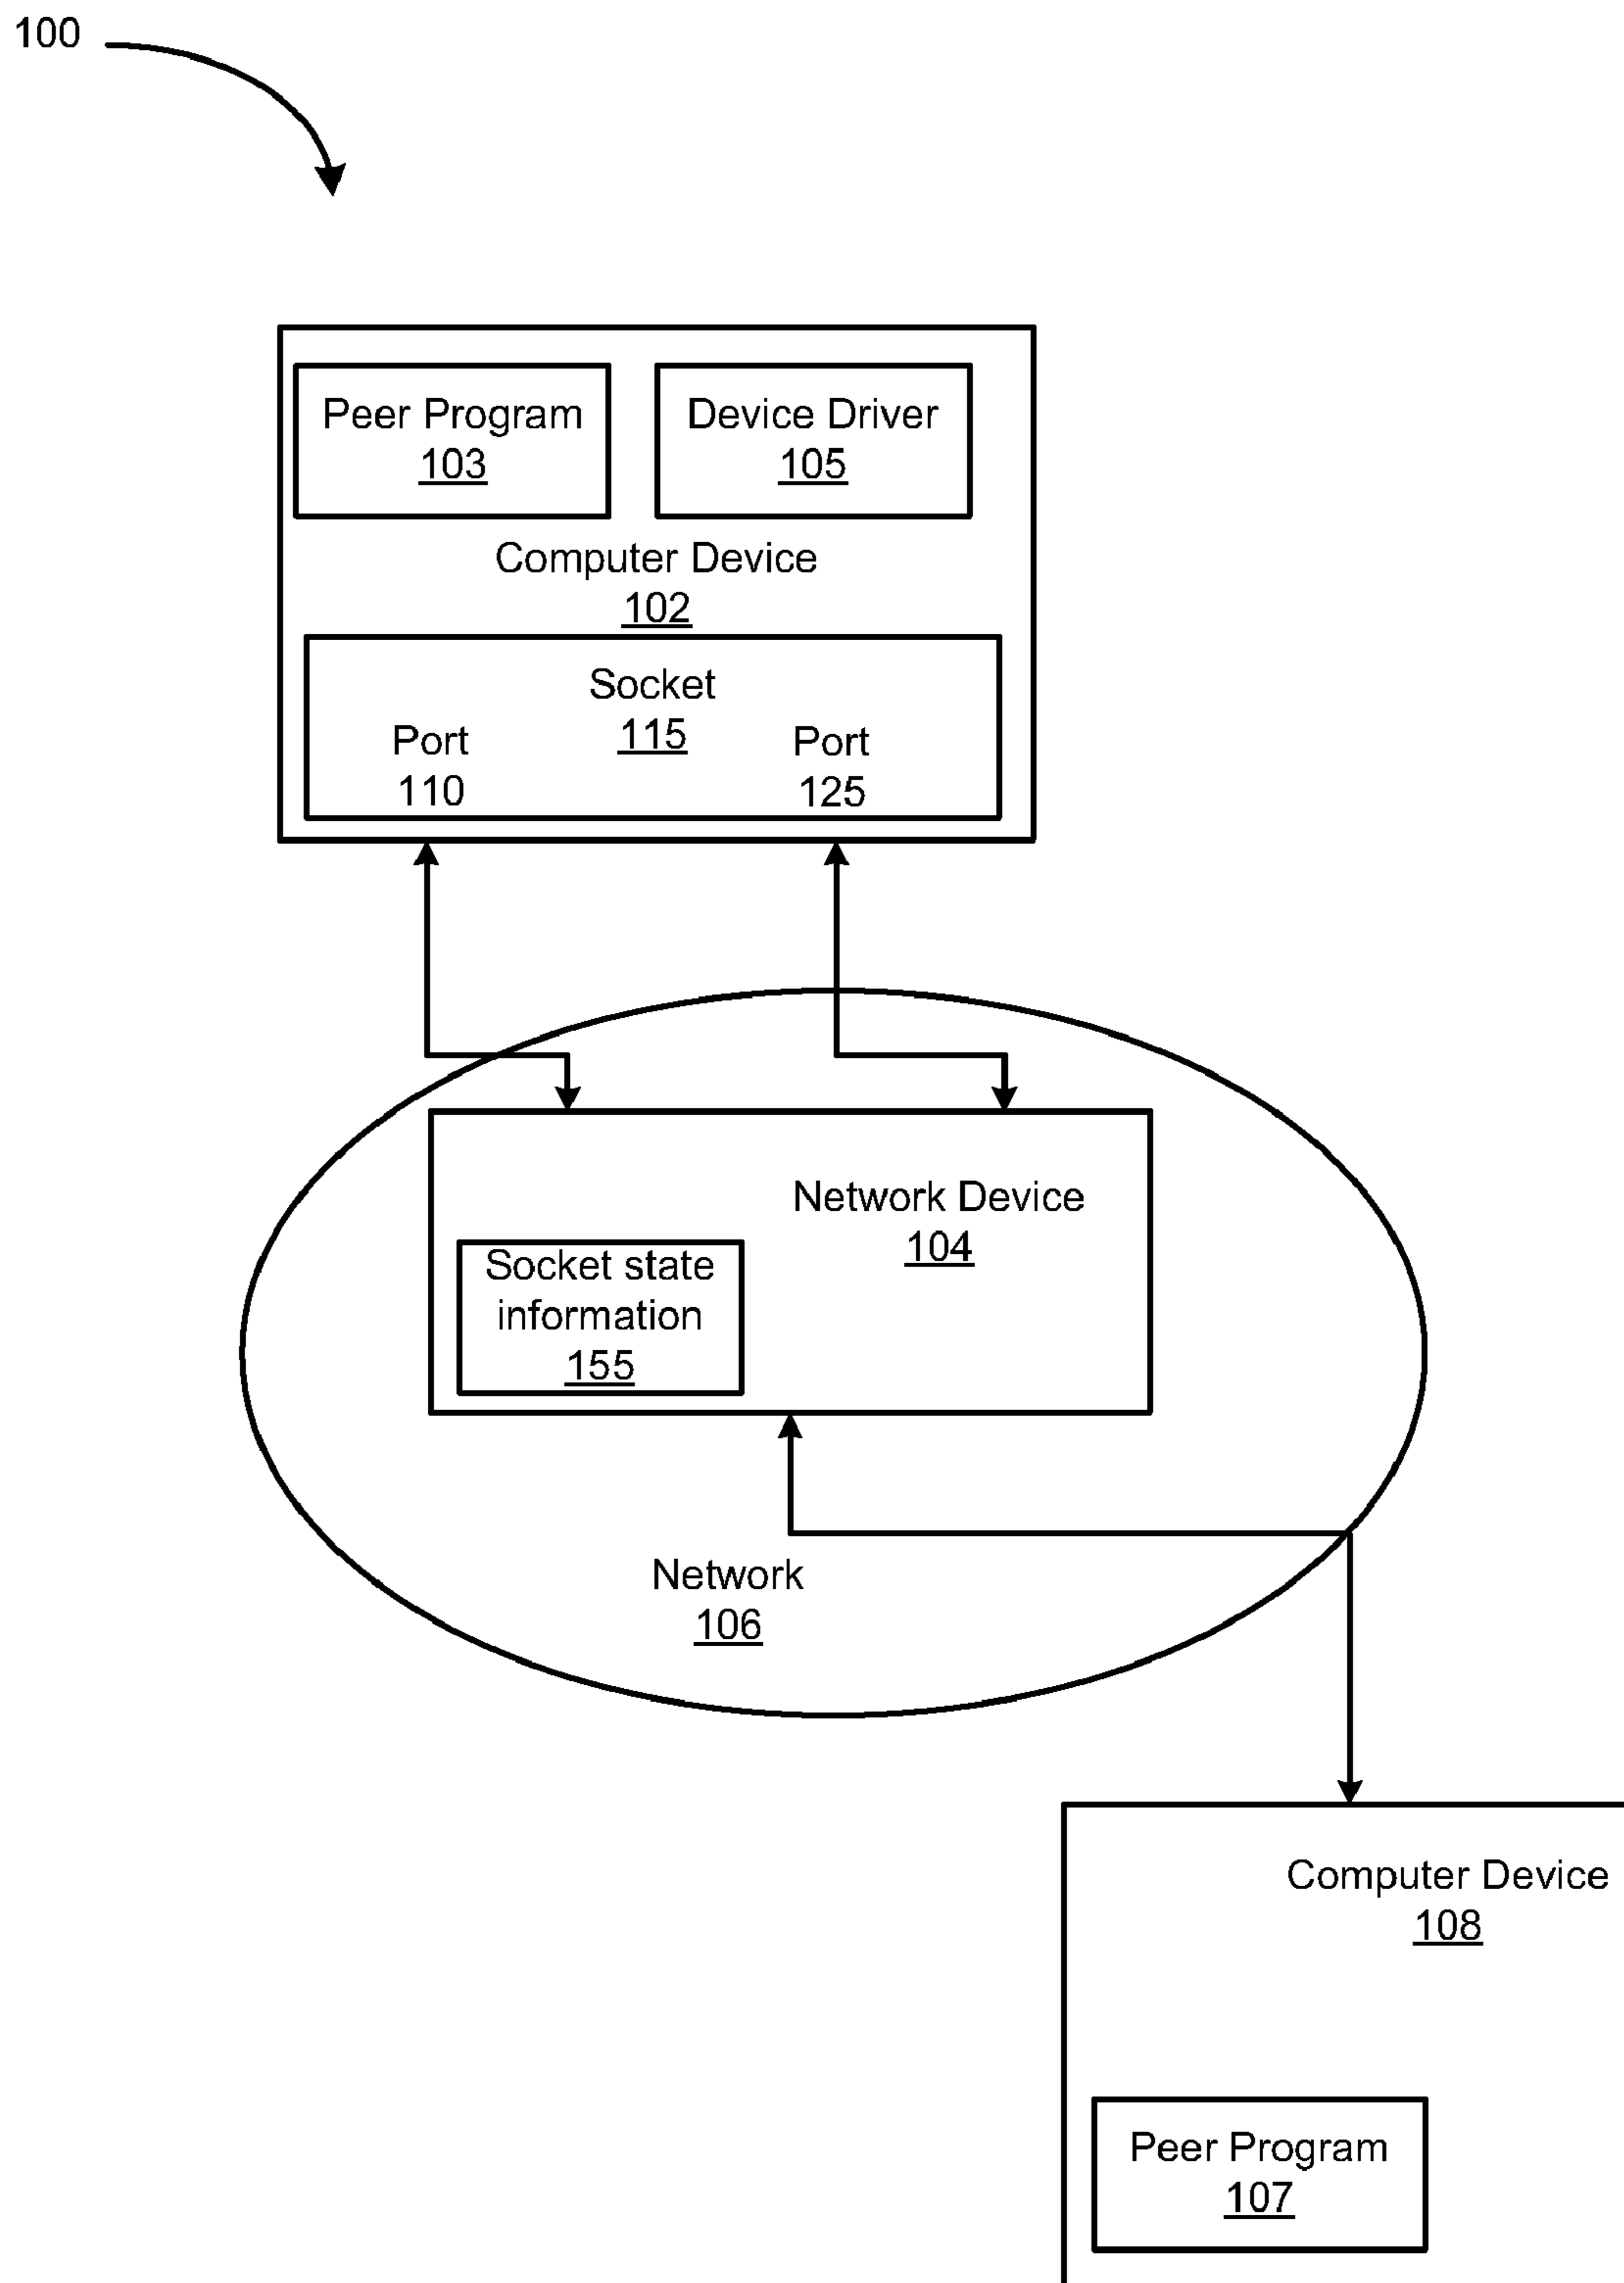 100
Peer Program
103
Device Driver
105
Computer Device
102
Socket
115
Port
110
Port
125
Network Device
104
Socket state
information
155
Network
106
Computer Device
108
Peer Program
107